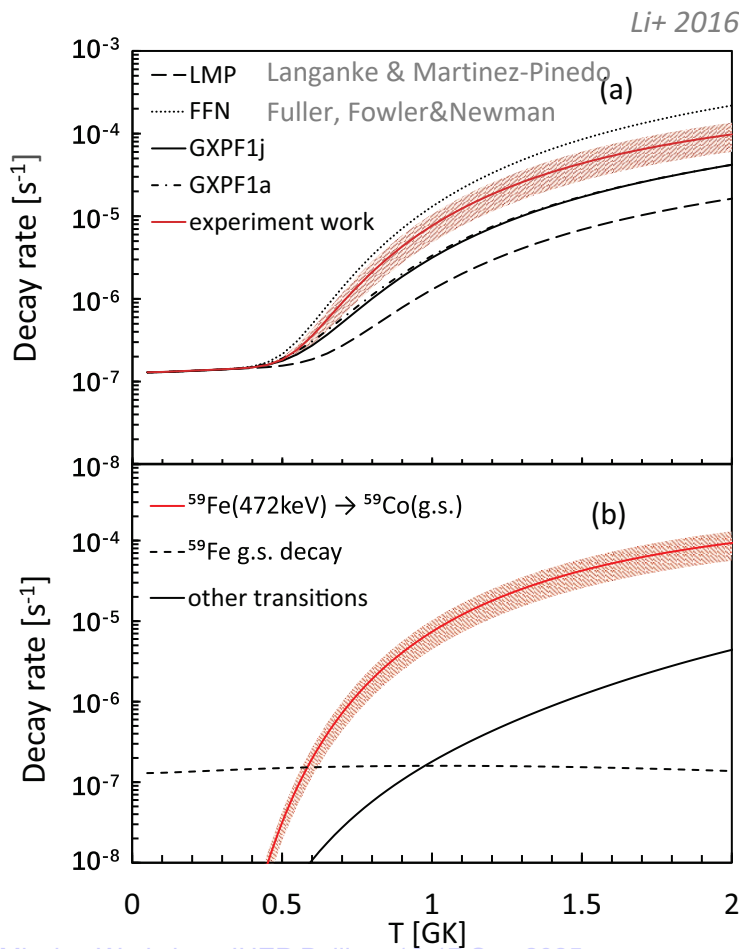 Li+ 2016
10⁻³
LMP Langanke & Martinez-Pinedo
(a)
FFN Fuller, Fowler&Newman
10⁻⁴
GXPF1j
GXPF1a
10⁻⁵
experiment work
10⁻⁶
10⁻⁷
10⁻⁸
Decay rate [s⁻¹]
⁵⁹Fe(472keV) → ⁵⁹Co(g.s.)
(b)
10⁻⁴
⁵⁹Fe g.s. decay
other transitions
10⁻⁵
10⁻⁶
10⁻⁷
10⁻⁸
Decay rate [s⁻¹]
0 0.5 1 1.5 2
T [GK]